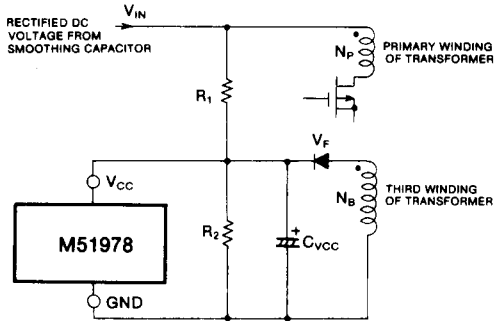 RECTIFIED DC
VOLTAGE FROM
SMOOTHING CAPACITOR
VIN
NP
PRIMARY WINDING
OF TRANSFORMER
R1
VF
VCC
NB
THIRD WINDING
OF TRANSFORMER
M51978
R2
+
CVCC
GND